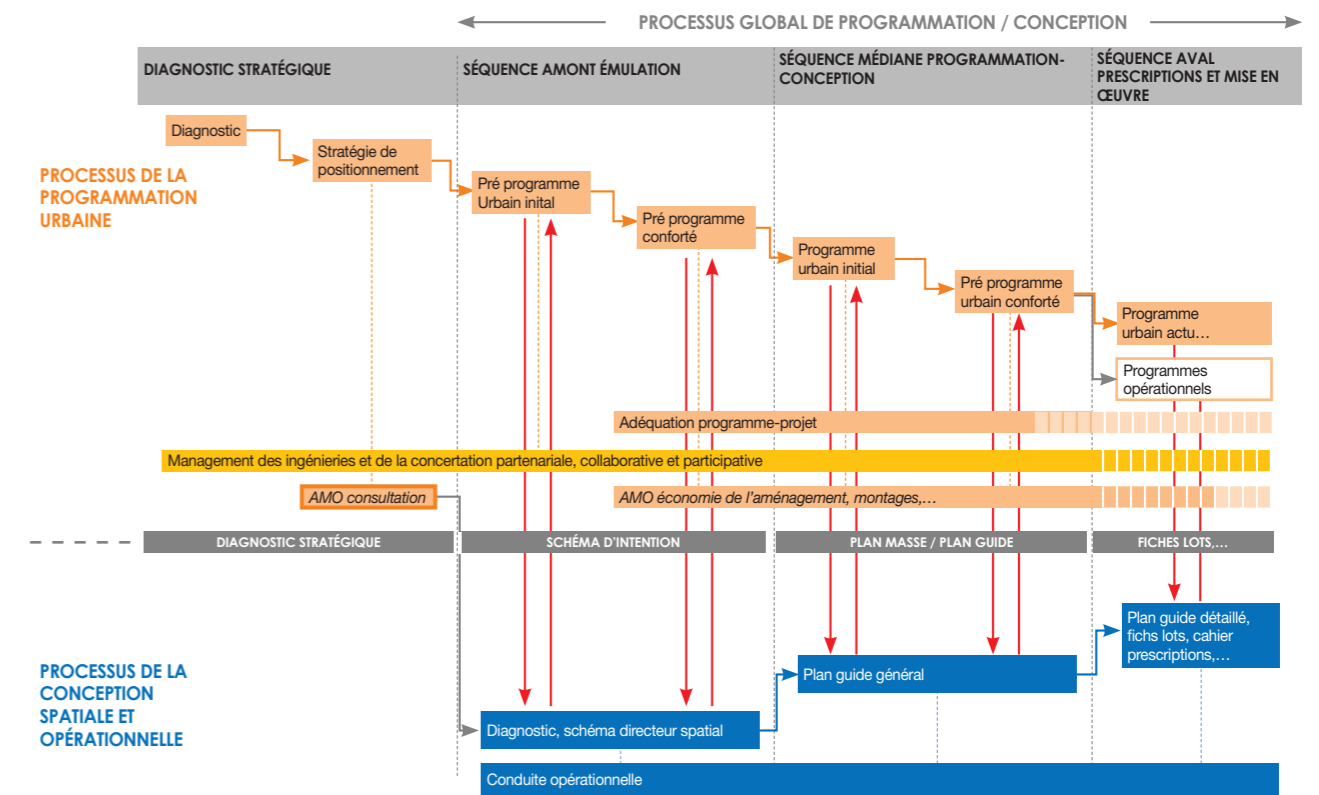 PROCESSUS GLOBAL DE PROGRAMMATION / CONCEPTION
DIAGNOSTIC STRATÉGIQUE
SÉQUENCE AMONT ÉMULATION
SÉQUENCE MÉDIANE PROGRAMMATION-
CONCEPTION
SÉQUENCE AVAL
PRESCRIPTIONS ET MISE EN
ŒUVRE
PROCESSUS DE LA
PROGRAMMATION
URBAINE
Diagnostic
Stratégie de
positionnement
Pré programme
Urbain inital
Pré programme
conforté
Programme
urbain initial
Pré programme
urbain conforté
Programme
urbain actu…
Programmes
opérationnels
Adéquation programme-projet
Management des ingénieries et de la concertation partenariale, collaborative et participative
AMO consultation
AMO économie de l’aménagement, montages,…
DIAGNOSTIC STRATÉGIQUE
SCHÉMA D’INTENTION
PLAN MASSE / PLAN GUIDE
FICHES LOTS,…
PROCESSUS DE LA
CONCEPTION
SPATIALE ET
OPÉRATIONNELLE
Plan guide détaillé,
fichs lots, cahier
prescriptions,…
Plan guide général
Diagnostic, schéma directeur spatial
Conduite opérationnelle